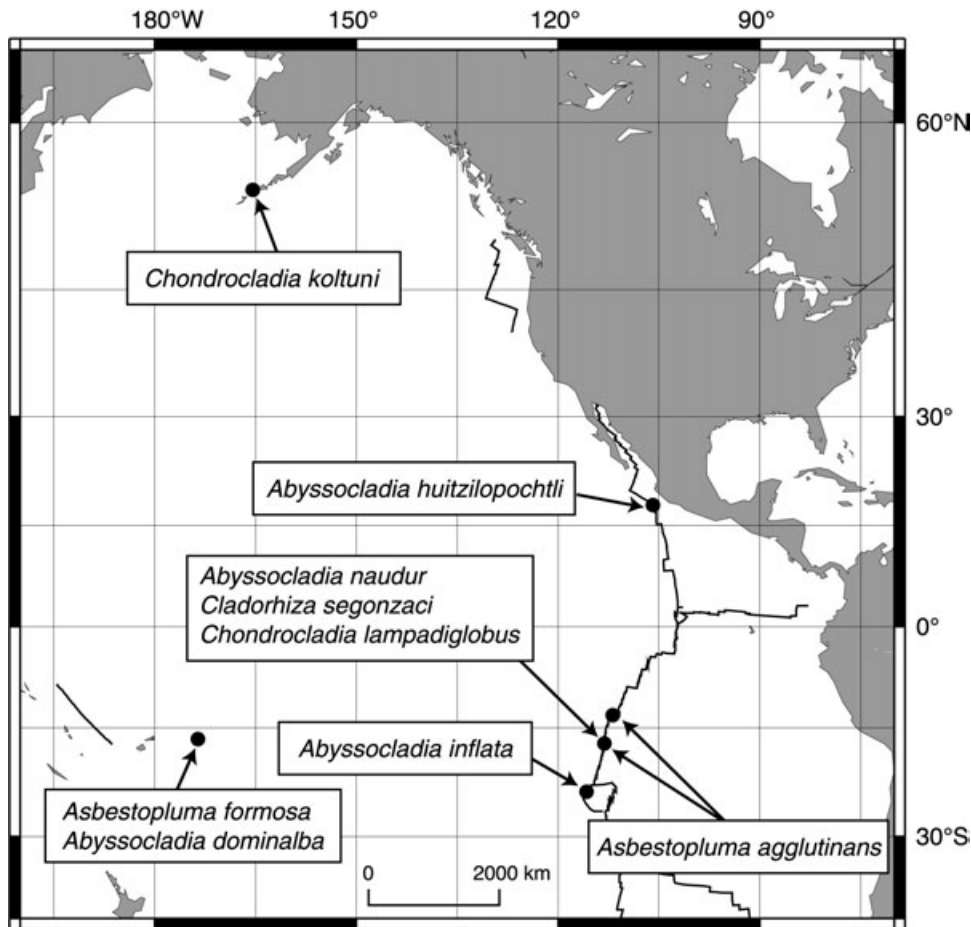 180°W 150° 120° 90°
60°N
Chondrocladia koltuni
30°
Abyssocladia huitzilopochtli
Abyssocladia naudur
Cladorhiza segonzaci
Chondrocladia lampadiglobus
0°
Abyssocladia inflata
Asbestopluma formosa
Abyssocladia dominalba
Asbestopluma agglutinans
30°S
0 2000 km